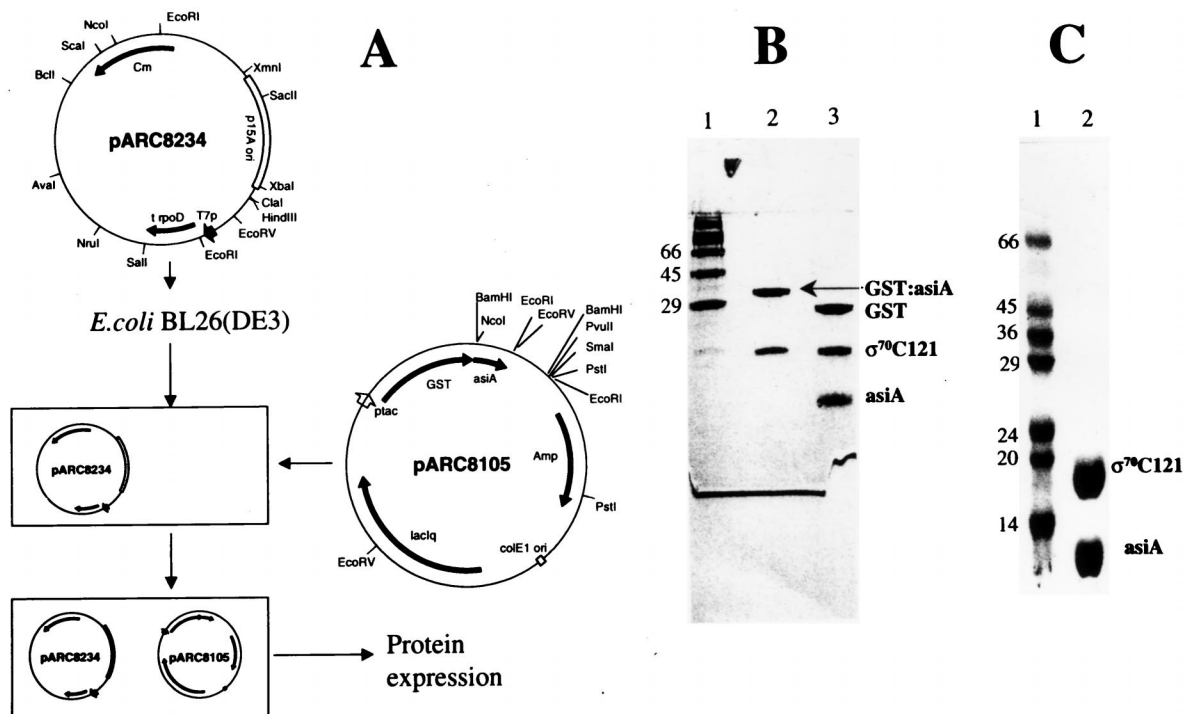 A
B
C
EcoRI
NcoI
ScaI
BclI
Cm
XmnI
SacII
p15A ori
pARC8234
XbaI
ClaI
HindIII
EcoRV
EcoRI
T7p
t rpoD
SalI
NruI
AvaI
E.coli BL26(DE3)
pARC8234
BamHI
NcoI
EcoRI
EcoRV
BamHI
PvuII
SmaI
PstI
EcoRI
ptac
GST
asiA
Amp
pARC8105
PstI
lacIq
colE1 ori
EcoRV
pARC8234
pARC8105
Protein
expression
1 2 3
66
45
29
GST:asiA
GST
σ⁷⁰C121
asiA
1 2
66
45
36
29
24
20
14
σ⁷⁰C121
asiA